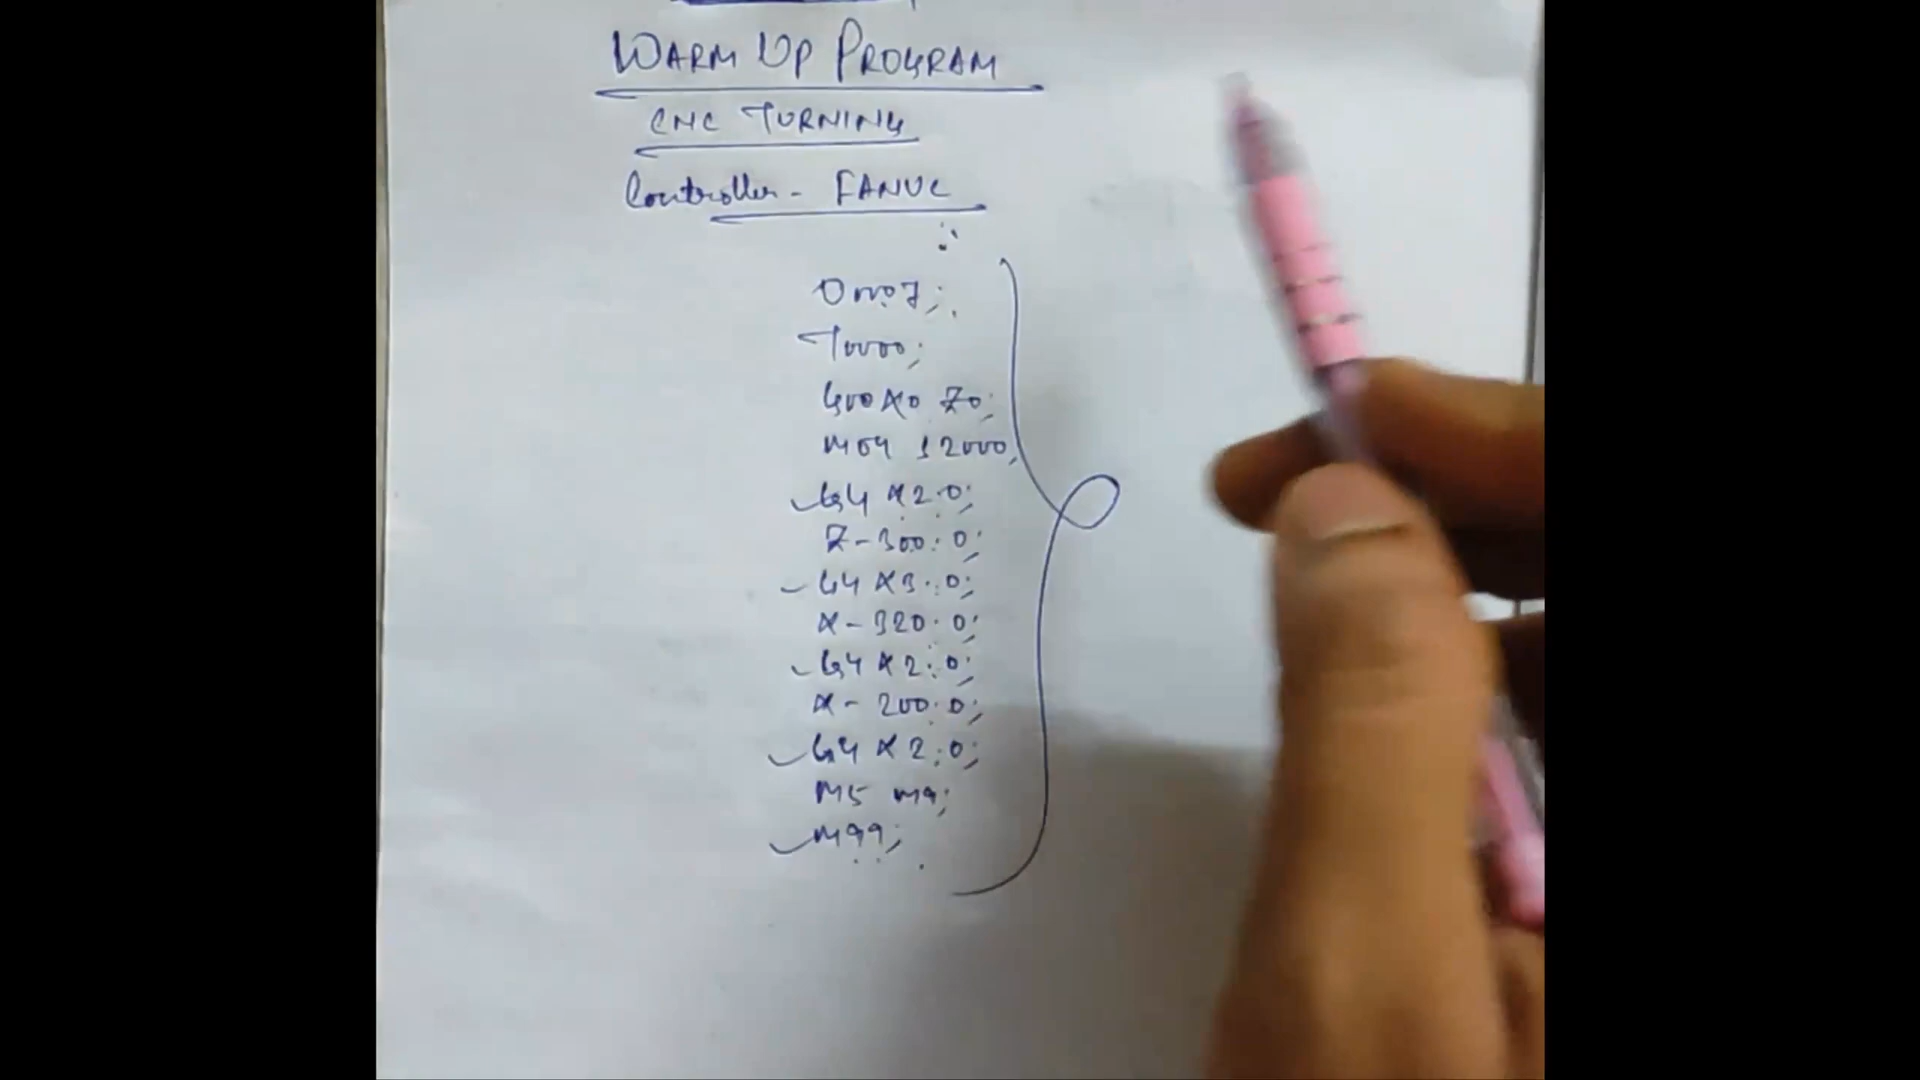 WARM UP PROGRAM
CNC TURNING
Controller - FANUC
O0007;
T0000;
G00 X0 Z0;
M04 S2000;
G4 X2.0;
Z-300.0;
G4 X3.0;
X-320.0;
G4 X2.0;
X-200.0;
G4 X2.0;
M5 M9;
M99;